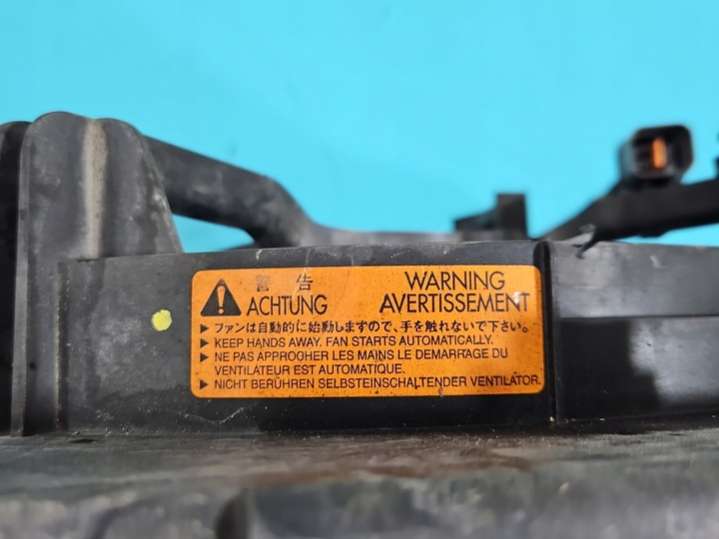 警告
WARNING
ACHTUNG
AVERTISSEMENT
▶ ファンは自動的に始動しますので、手を触れないで下さい。
▶ KEEP HANDS AWAY. FAN STARTS AUTOMATICALLY.
▶ NE PAS APPROOHER LES MAINS LE DEMARRAGE DU
VENTILATEUR EST AUTOMATIQUE.
▶ NICHT BERÜHREN SELBSTEINSCHALTENDER VENTILATOR.